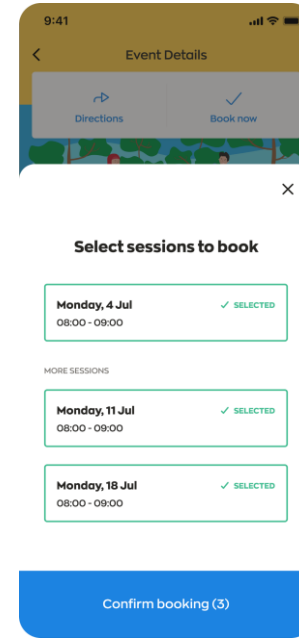 9:41
Event Details
Directions
Book now
Select sessions to book
Monday, 4 Jul
SELECTED
08:00 - 09:00
MORE SESSIONS
Monday, 11 Jul
SELECTED
08:00 - 09:00
Monday, 18 Jul
SELECTED
08:00 - 09:00
Confirm booking (3)